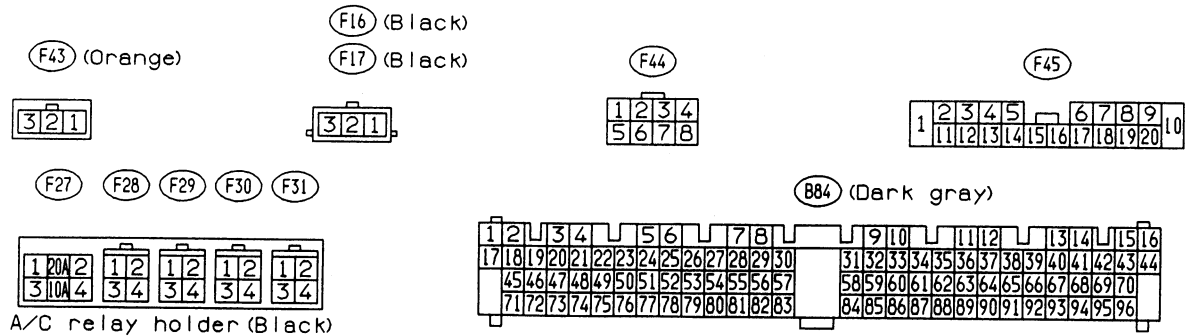 F16 (Black)
F43 (Orange) F17 (Black) F44 F45
3 2 1
3 2 1
1 2 3 4
5 6 7 8
1 2 3 4 5 6 7 8 9 10
11 12 13 14 15 16 17 18 19 20
F27 F28 F29 F30 F31
B84 (Dark gray)
1 20A 2 1 2 1 2 1 2 1 2
3 10A 4 3 4 3 4 3 4 3 4
A/C relay holder (Black)
1 2 3 4 5 6 7 8 9 10 11 12 13 14 15 16
17 18 19 20 21 22 23 24 25 26 27 28 29 30 31 32 33 34 35 36 37 38 39 40 41 42 43 44
45 46 47 48 49 50 51 52 53 54 55 56 57 58 59 60 61 62 63 64 65 66 67 68 69 70
71 72 73 74 75 76 77 78 79 80 81 82 83 84 85 86 87 88 89 90 91 92 93 94 95 96